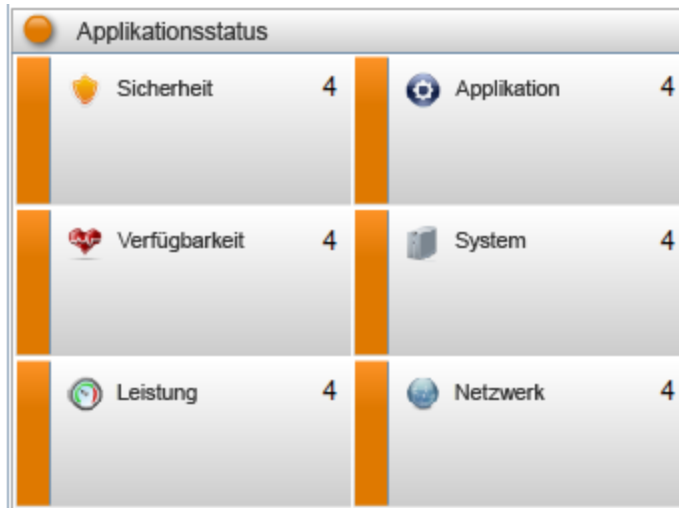 Applikationsstatus
Sicherheit 4 Applikation 4
Verfügbarkeit 4 System 4
Leistung 4 Netzwerk 4